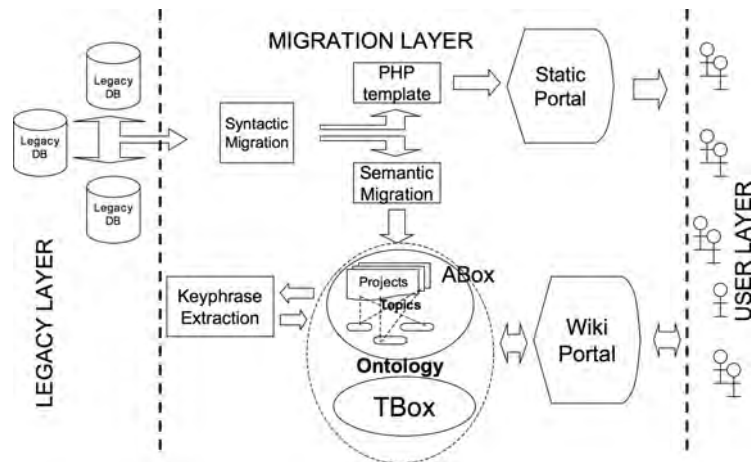 MIGRATION LAYER
Legacy
DB
Legacy
DB
Legacy
DB
LEGACY LAYER
Syntactic
Migration
PHP
template
Static
Portal
Semantic
Migration
Keyphrase
Extraction
Projects
ABox
Topics
Ontology
TBox
Wiki
Portal
USER LAYER